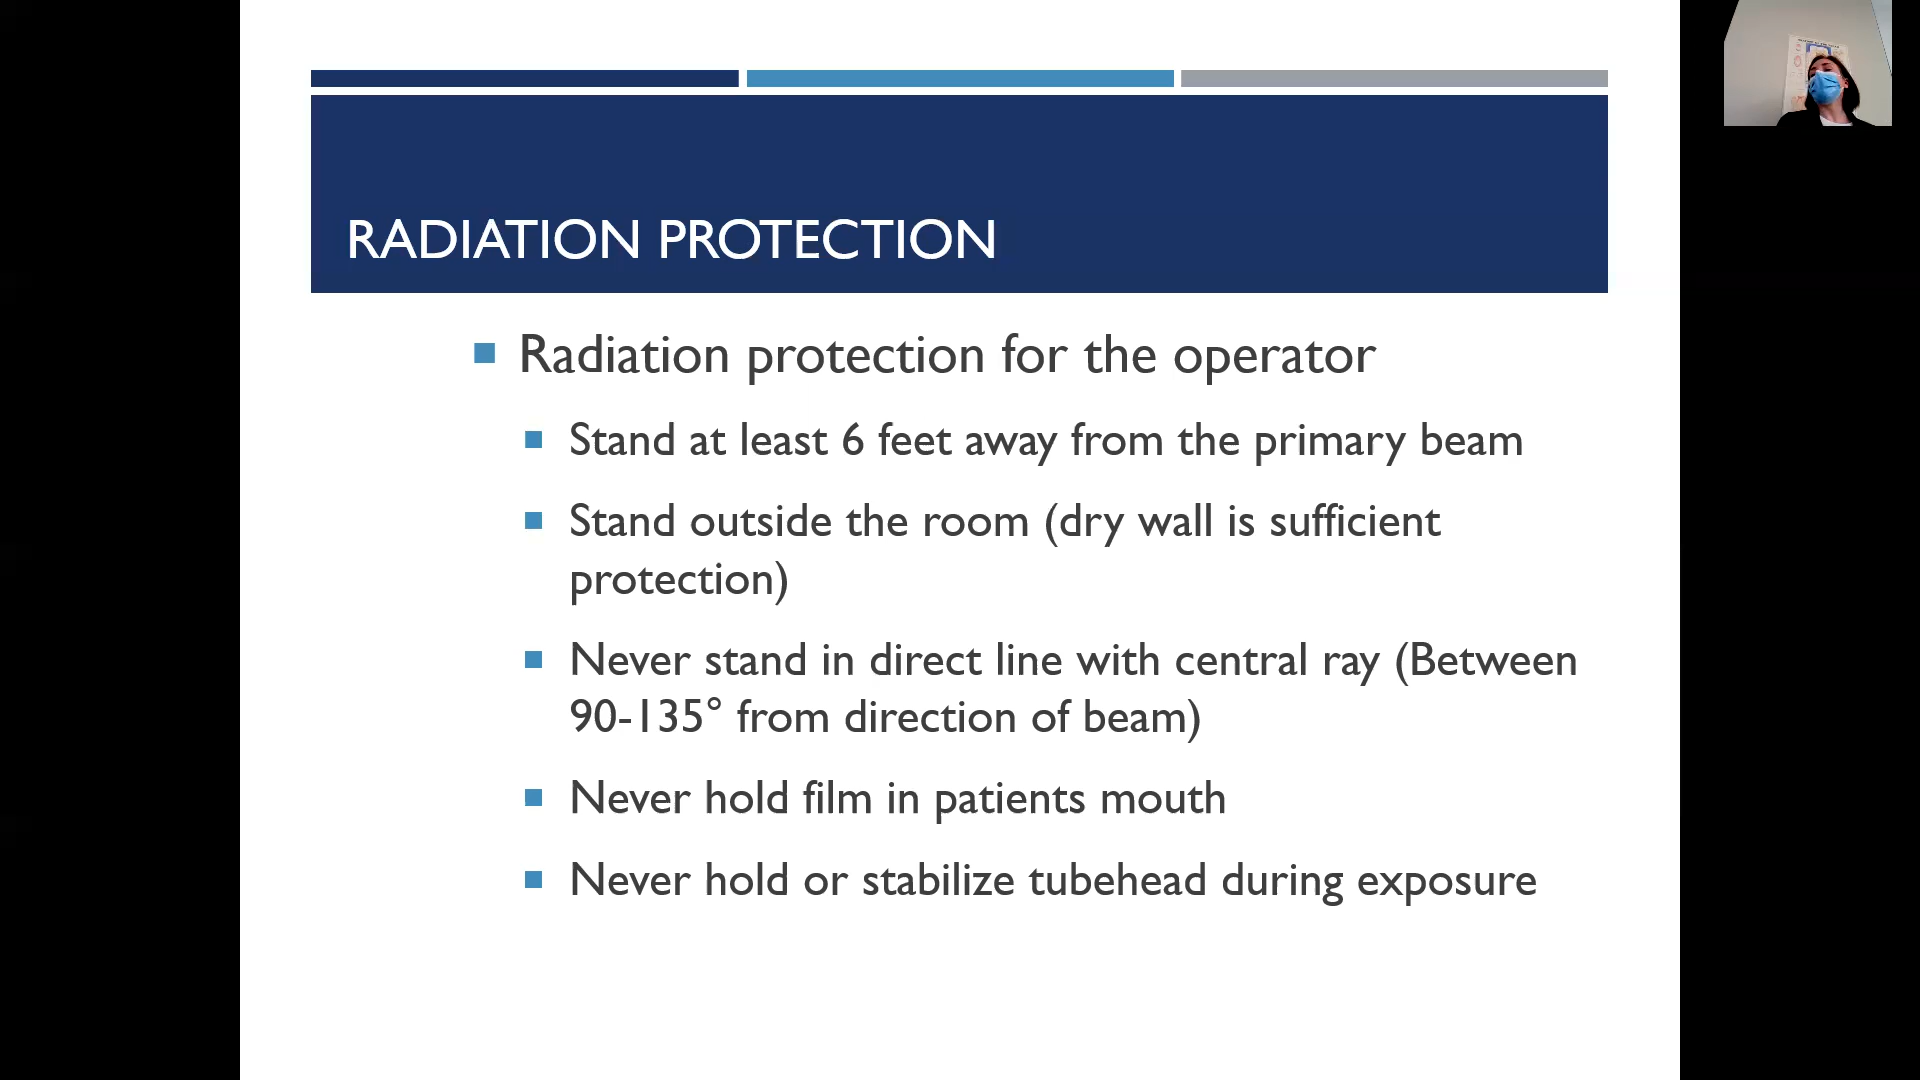 RADIATION PROTECTION
Radiation protection for the operator
Stand at least 6 feet away from the primary beam
Stand outside the room (dry wall is sufficient
protection)
Never stand in direct line with central ray (Between
90-135° from direction of beam)
Never hold film in patients mouth
Never hold or stabilize tubehead during exposure